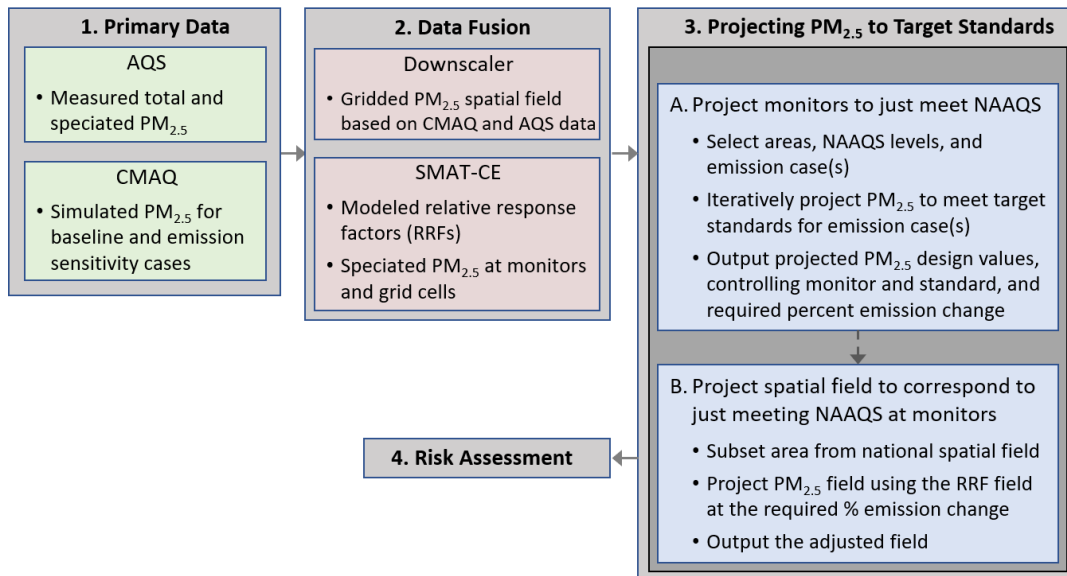 1. Primary Data
AQS
• Measured total and
speciated PM2.5
CMAQ
• Simulated PM2.5 for
baseline and emission
sensitivity cases
2. Data Fusion
Downscaler
• Gridded PM2.5 spatial field
based on CMAQ and AQS data
SMAT-CE
• Modeled relative response
factors (RRFs)
• Speciated PM2.5 at monitors
and grid cells
3. Projecting PM2.5 to Target Standards
A. Project monitors to just meet NAAQS
• Select areas, NAAQS levels, and
emission case(s)
• Iteratively project PM2.5 to meet target
standards for emission case(s)
• Output projected PM2.5 design values,
controlling monitor and standard, and
required percent emission change
B. Project spatial field to correspond to
just meeting NAAQS at monitors
• Subset area from national spatial field
• Project PM2.5 field using the RRF field
at the required % emission change
• Output the adjusted field
4. Risk Assessment